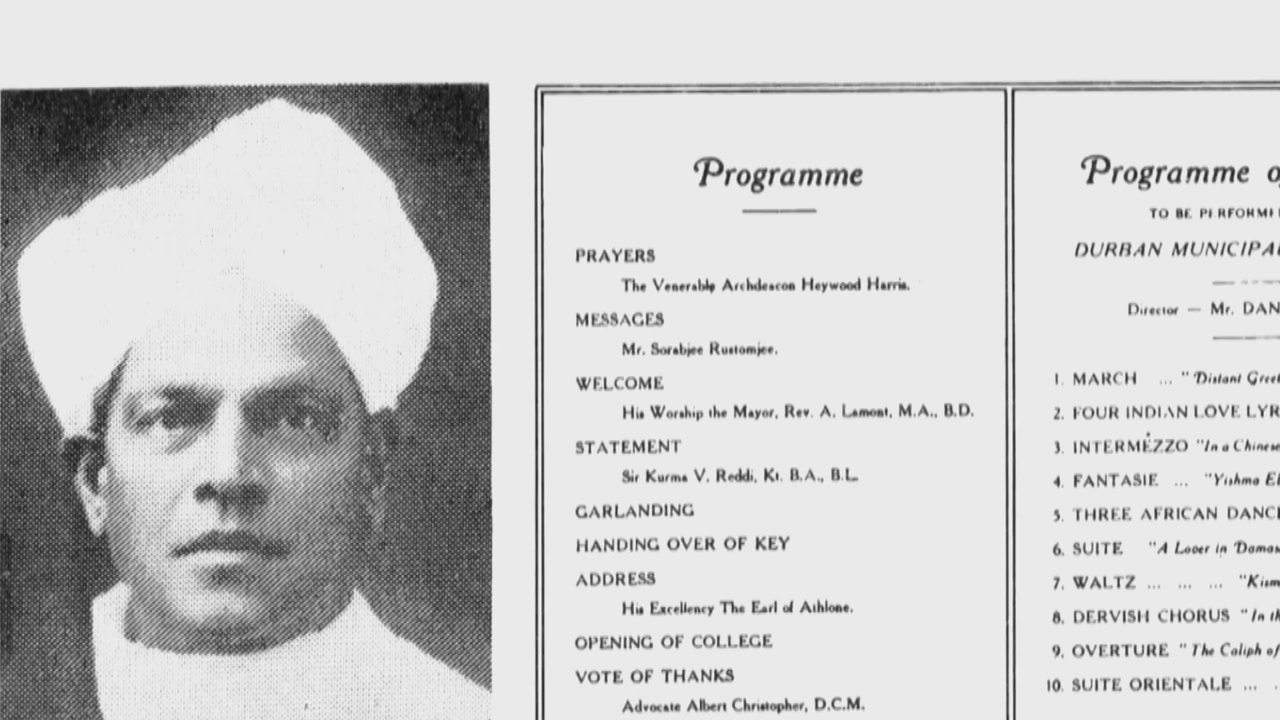 Programme
PRAYERS
The Venerable Archdeacon Heywood Harris.
MESSAGES
Mr. Sorabjee Rustomjee.
WELCOME
His Worship the Mayor, Rev. A. Lamont, M.A., B.D.
STATEMENT
Sir Kurma V. Reddi, Kt. B.A., B.L.
GARLANDING
HANDING OVER OF KEY
ADDRESS
His Excellency The Earl of Athlone.
OPENING OF COLLEGE
VOTE OF THANKS
Advocate Albert Christopher, D.C.M.
Programme
TO BE
DURBAN
Director — Mr. DAN
1. MARCH ... "Distant
2. FOUR INDIAN LOVE
3. INTERMEZZO "In a Chinese
4. FANTASIE ... "Yishma
5. THREE AFRICAN
6. SUITE "A Lover in
7. WALTZ ... ... ...
8. DERVISH CHORUS "In
9. OVERTURE "The Caliph of
10. SUITE ORIENTALE ...